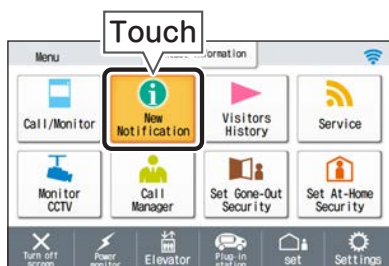 Touch
Menu
rmation
Call/Monitor
New
Notification
Visitors
History
Service
Monitor
CCTV
Call
Manager
Set Gone-Out
Security
Set At-Home
Security
Turn off
screen
Power
monitor
Elevator
Plug-in
station
set
Settings